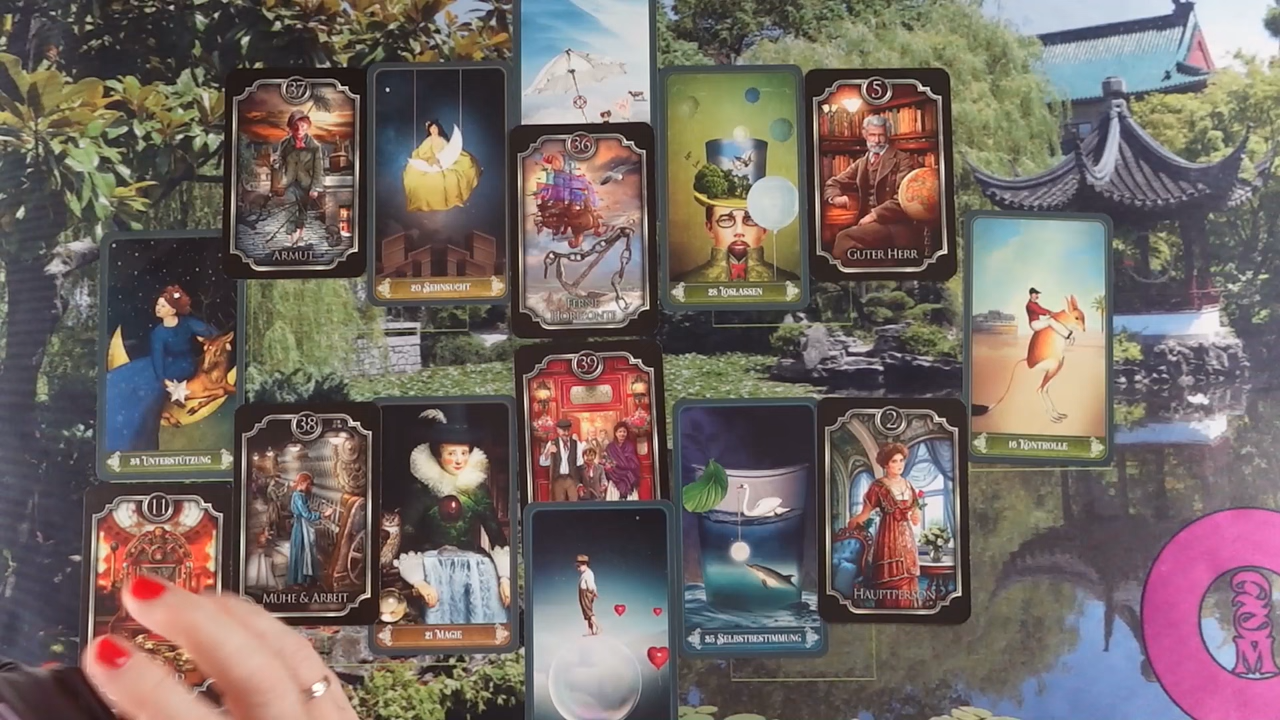 37
ARMUT
20 SEHNSUCHT
36
FERNE
HORIZONTE
28 LOSLASSEN
5
GUTER HERR
34 UNTERSTÜTZUNG
16 KONTROLLE
38
MÜHE & ARBEIT
21 MAGIE
39
35 SELBSTBESTIMMUNG
2
HAUPTPERSON
11